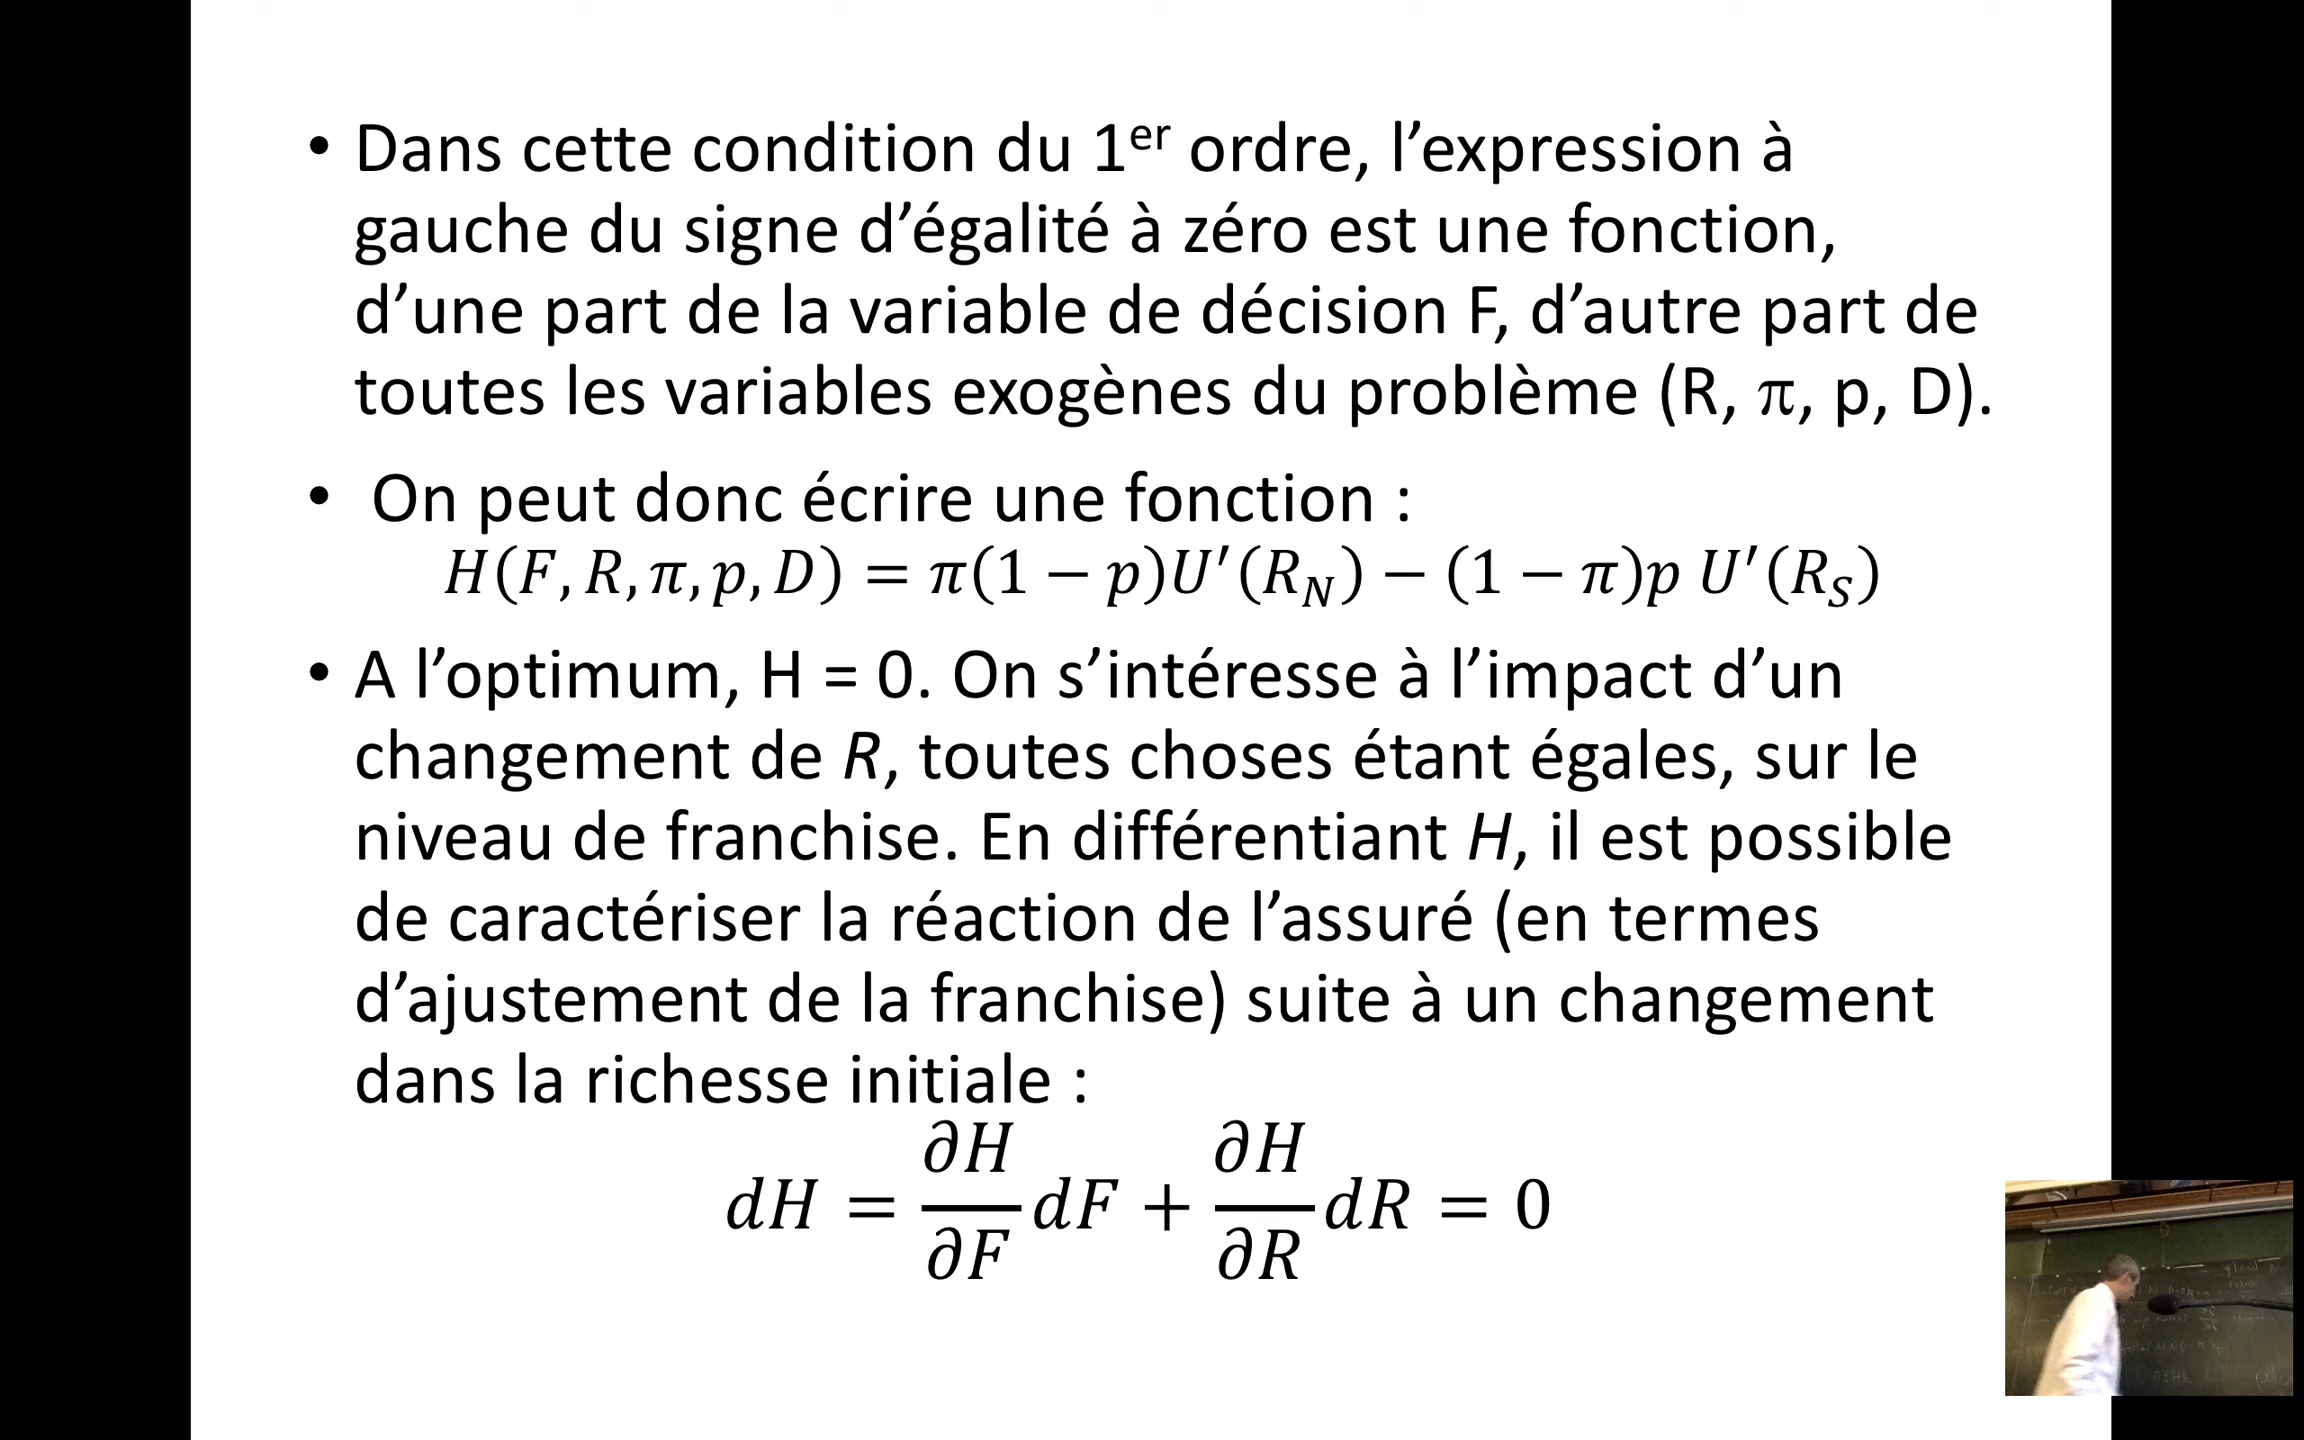 • Dans cette condition du 1er ordre, l’expression à
gauche du signe d’égalité à zéro est une fonction,
d’une part de la variable de décision F, d’autre part de
toutes les variables exogènes du problème (R, π, p, D).
• On peut donc écrire une fonction :
H(F, R, π, p, D) = π(1 − p)U′(R_N) − (1 − π)p U′(R_S)
• A l’optimum, H = 0. On s’intéresse à l’impact d’un
changement de R, toutes choses étant égales, sur le
niveau de franchise. En différentiant H, il est possible
de caractériser la réaction de l’assuré (en termes
d’ajustement de la franchise) suite à un changement
dans la richesse initiale :
dH = ∂H/∂F dF + ∂H/∂R dR = 0